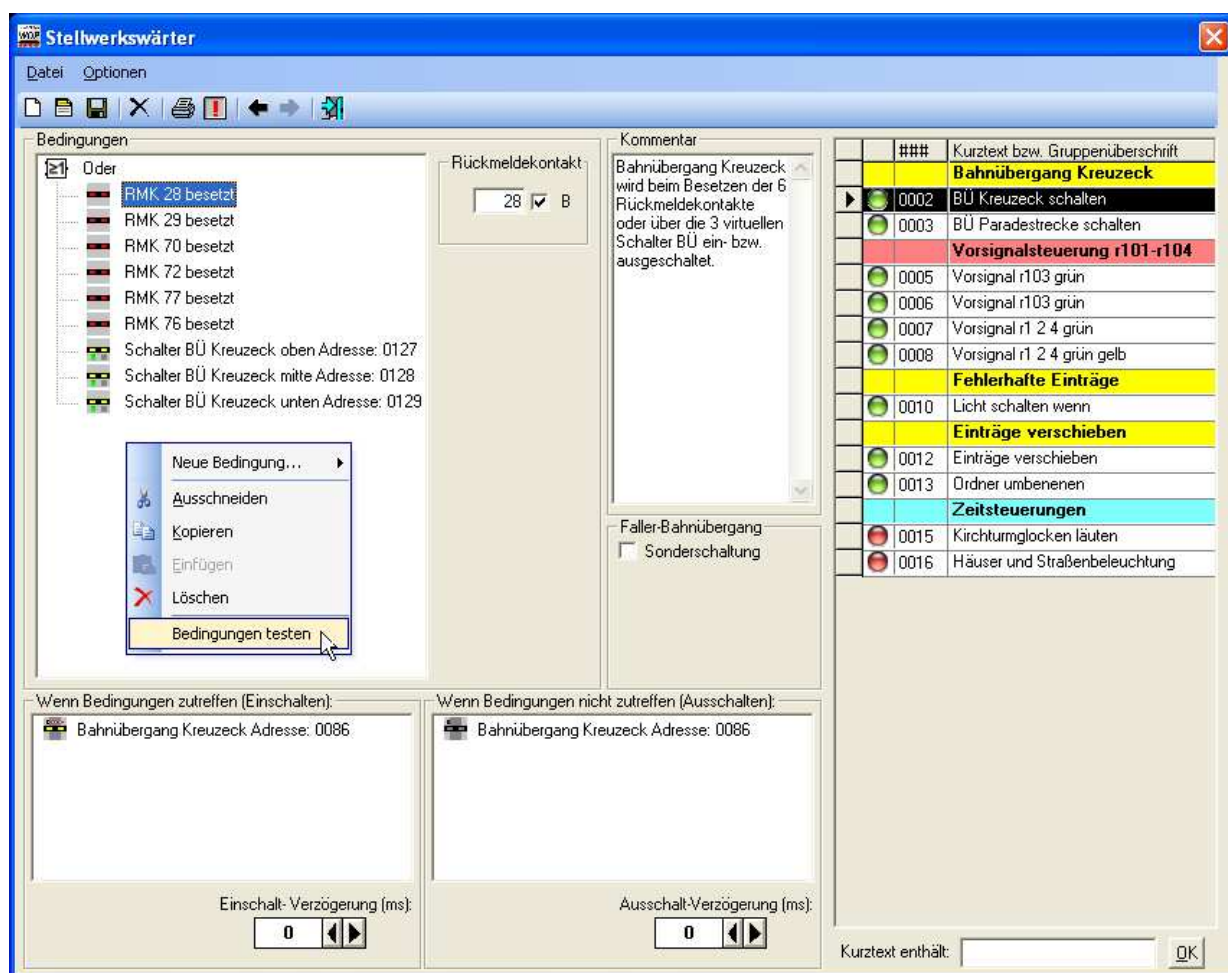 Stellwerkswärter
Datei Optionen
Bedingungen
≥1 Oder
RMK 28 besetzt
RMK 29 besetzt
RMK 70 besetzt
RMK 72 besetzt
RMK 77 besetzt
RMK 76 besetzt
Schalter BÜ Kreuzeck oben Adresse: 0127
Schalter BÜ Kreuzeck mitte Adresse: 0128
Schalter BÜ Kreuzeck unten Adresse: 0129
Neue Bedingung...
Ausschneiden
Kopieren
Einfügen
Löschen
Bedingungen testen
Rückmeldekontakt
28 B
Kommentar
Bahnübergang Kreuzeck
wird beim Besetzen der 6
Rückmeldekontakte
oder über die 3 virtuellen
Schalter BÜ ein- bzw.
ausgeschaltet.
Faller-Bahnübergang
Sonderschaltung
Wenn Bedingungen zutreffen (Einschalten):
Bahnübergang Kreuzeck Adresse: 0086
Einschalt- Verzögerung (ms):
0
Wenn Bedingungen nicht zutreffen (Ausschalten):
Bahnübergang Kreuzeck Adresse: 0086
Ausschalt-Verzögerung (ms):
0
### Kurztext bzw. Gruppenüberschrift
Bahnübergang Kreuzeck
0002 BÜ Kreuzeck schalten
0003 BÜ Paradestrecke schalten
Vorsignalsteuerung r101-r104
0005 Vorsignal r103 grün
0006 Vorsignal r103 grün
0007 Vorsignal r1 2 4 grün
0008 Vorsignal r1 2 4 grün gelb
Fehlerhafte Einträge
0010 Licht schalten wenn
Einträge verschieben
0012 Einträge verschieben
0013 Ordner umbenenen
Zeitsteuerungen
0015 Kirchturmglocken läuten
0016 Häuser und Straßenbeleuchtung
Kurztext enthält:
OK